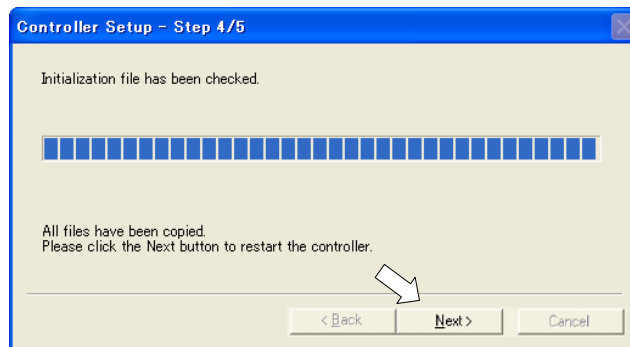 Controller Setup - Step 4/5
Initialization file has been checked.
All files have been copied.
Please click the Next button to restart the controller.
< Back
Next >
Cancel